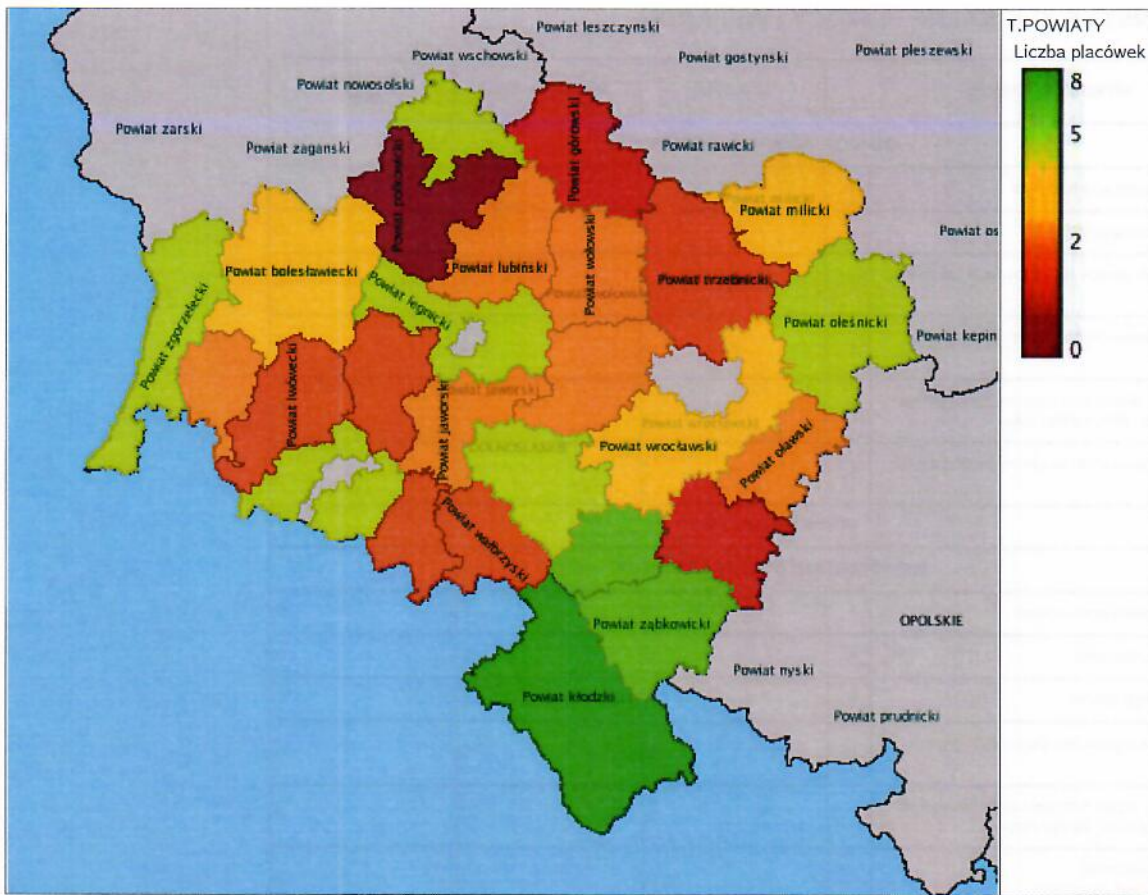 Powiat leszczynski
Powiat gostynski
Powiat pleszewski
Powiat wschowski
Powiat nowosolski
Powiat zarski
Powiat zaganski
Powiat rawicki
Powiat górowski
Powiat polkowicki
Powiat milicki
Powiat os
Powiat bolesławiecki
Powiat lubiński
Powiat wołowski
Powiat trzebnicki
Powiat legnicki
Powiat zgorzelecki
Powiat oleśnicki
Powiat kepin
Powiat lwówecki
Powiat jaworski
Powiat wrocławski
Powiat oławski
Powiat wałbrzyski
Powiat ząbkowicki
OPOLSKIE
Powiat kłodzki
Powiat nyski
Powiat prudnicki
T.POWIATY
Liczba placówek
8
5
2
0